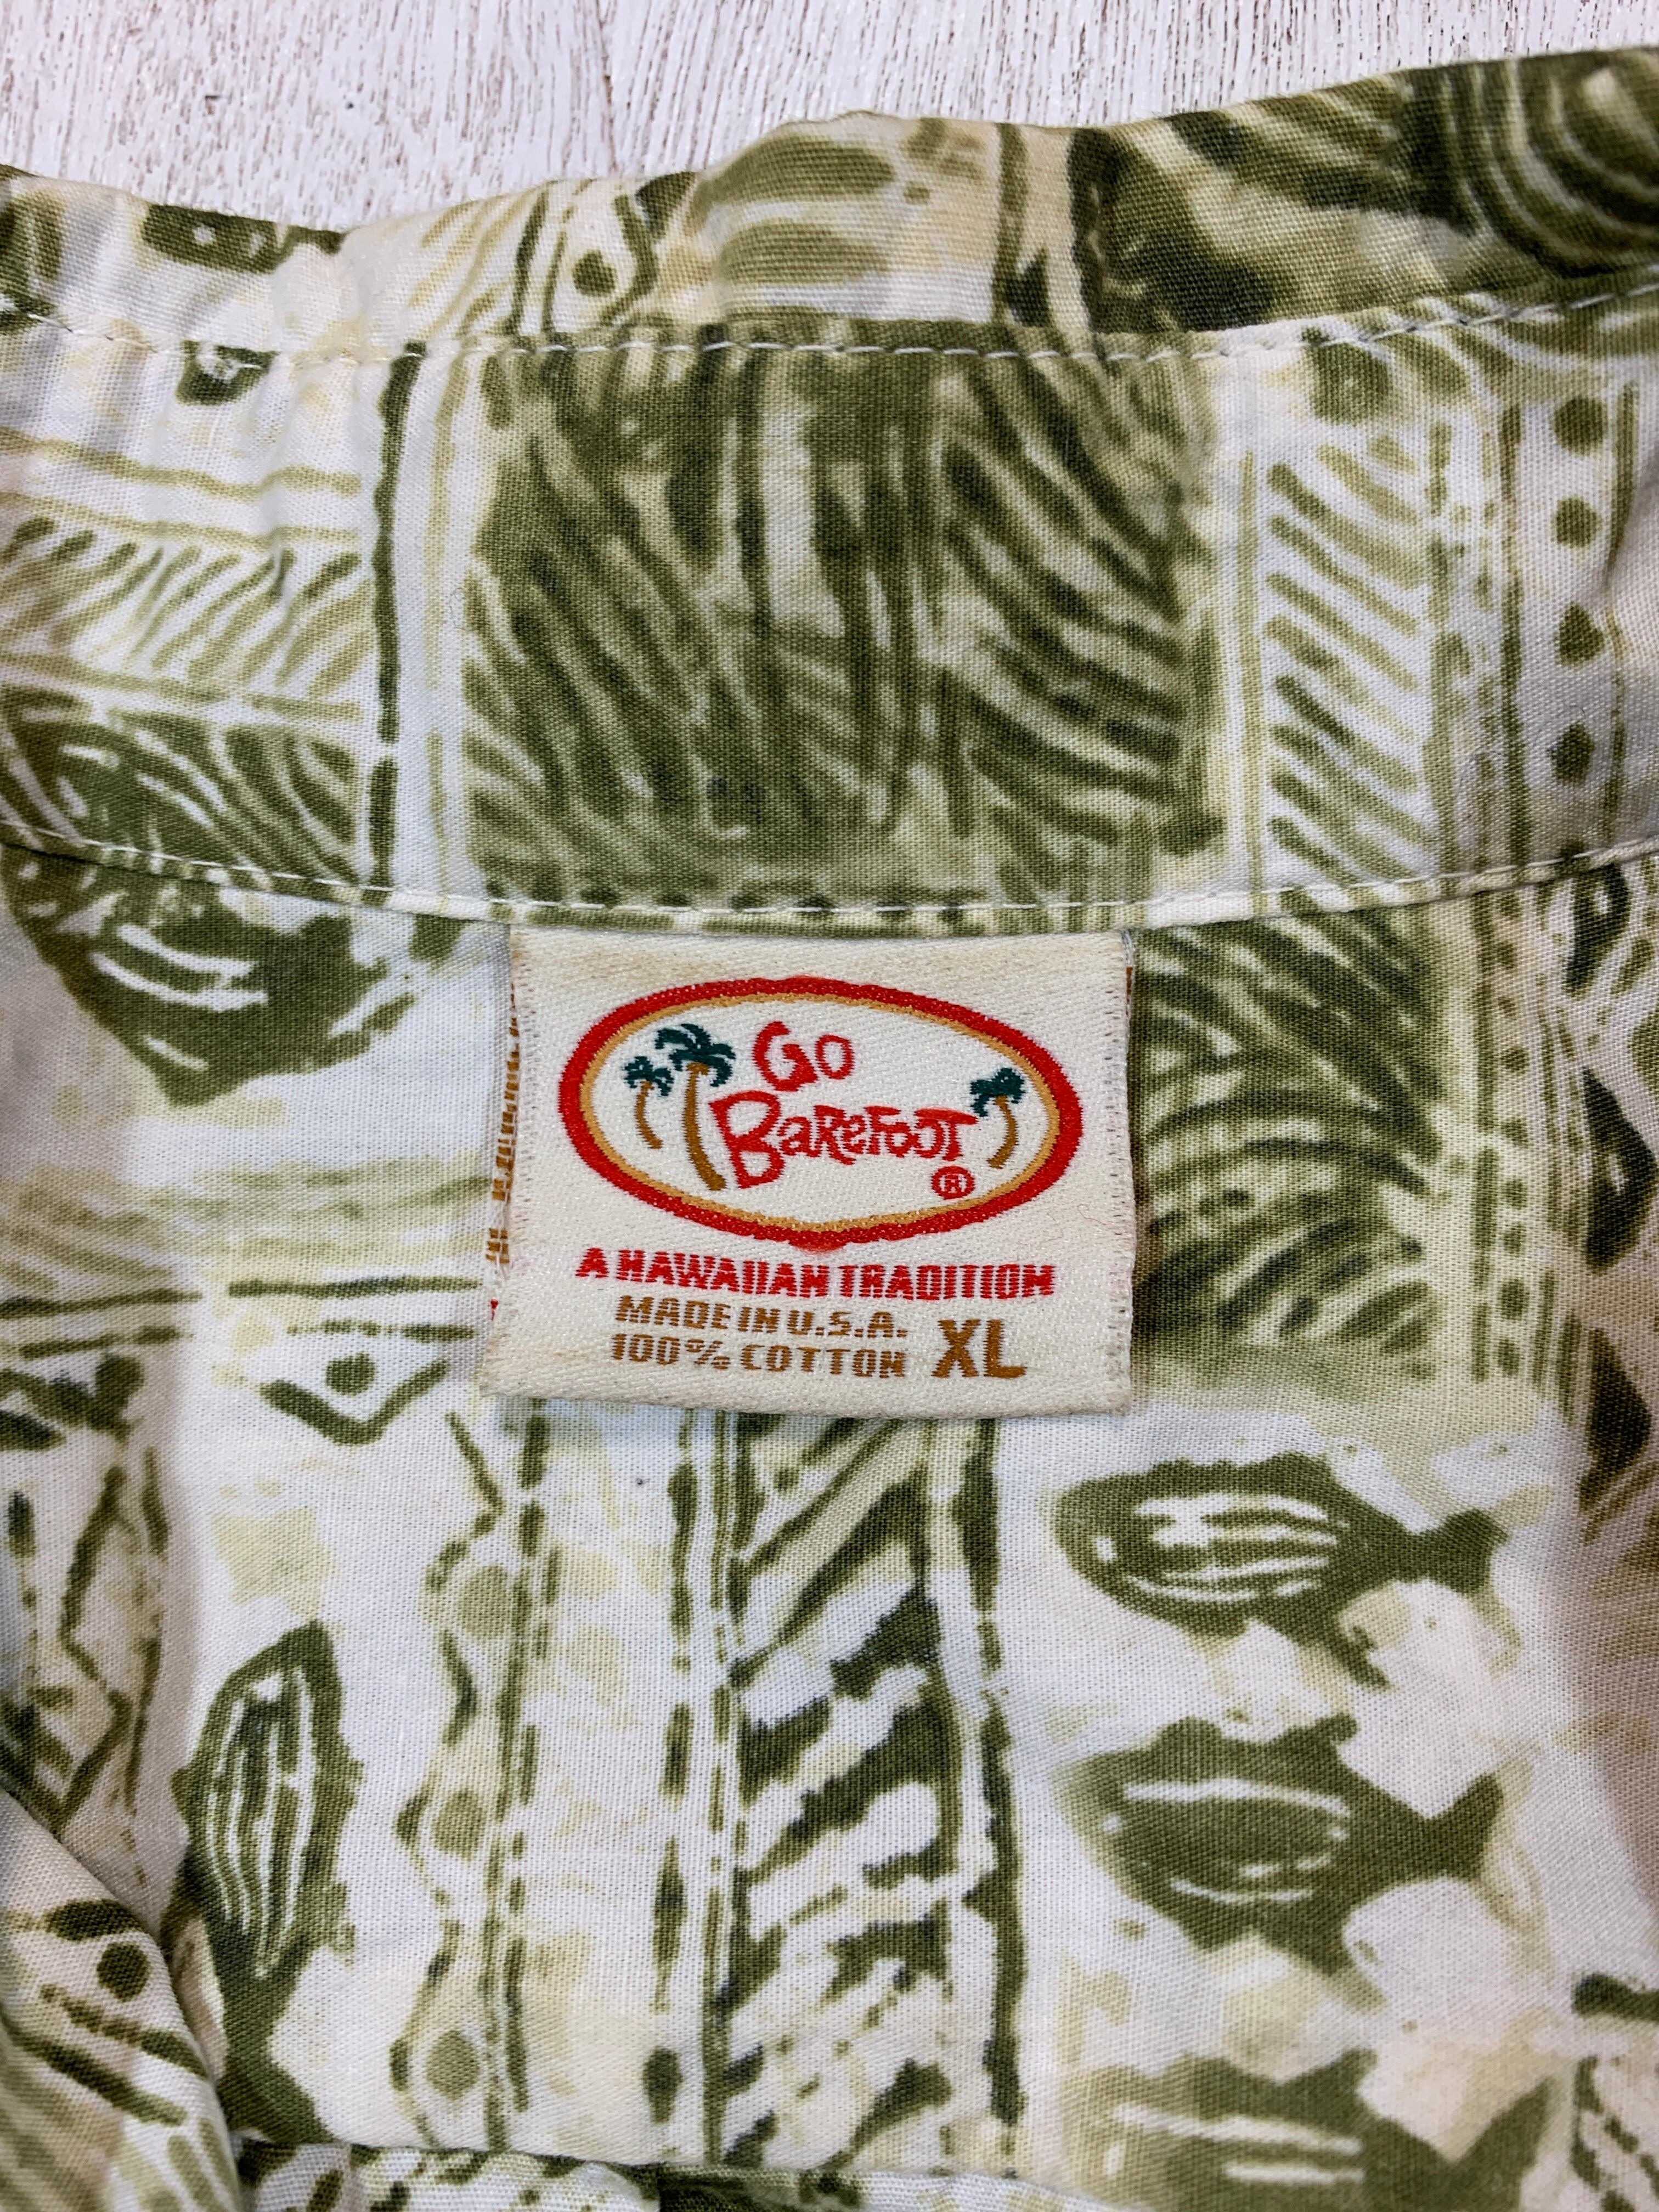 GO
BAREFOOT
®
A HAWAIIAN TRADITION
MADE IN U.S.A.
100% COTTON XL